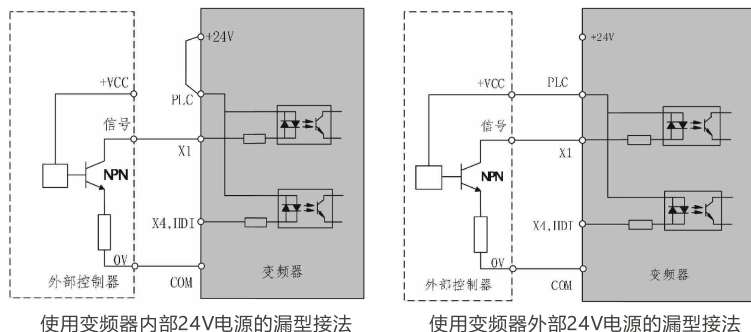 +24V
+VCC
PLC
信号
X1
NPN
X4,HDI
0V
外部控制器
COM
变频器
使用变频器内部24V电源的漏型接法
+24V
+VCC
PLC
信号
X1
NPN
X4,HDI
0V
外部控制器
COM
变频器
使用变频器外部24V电源的漏型接法